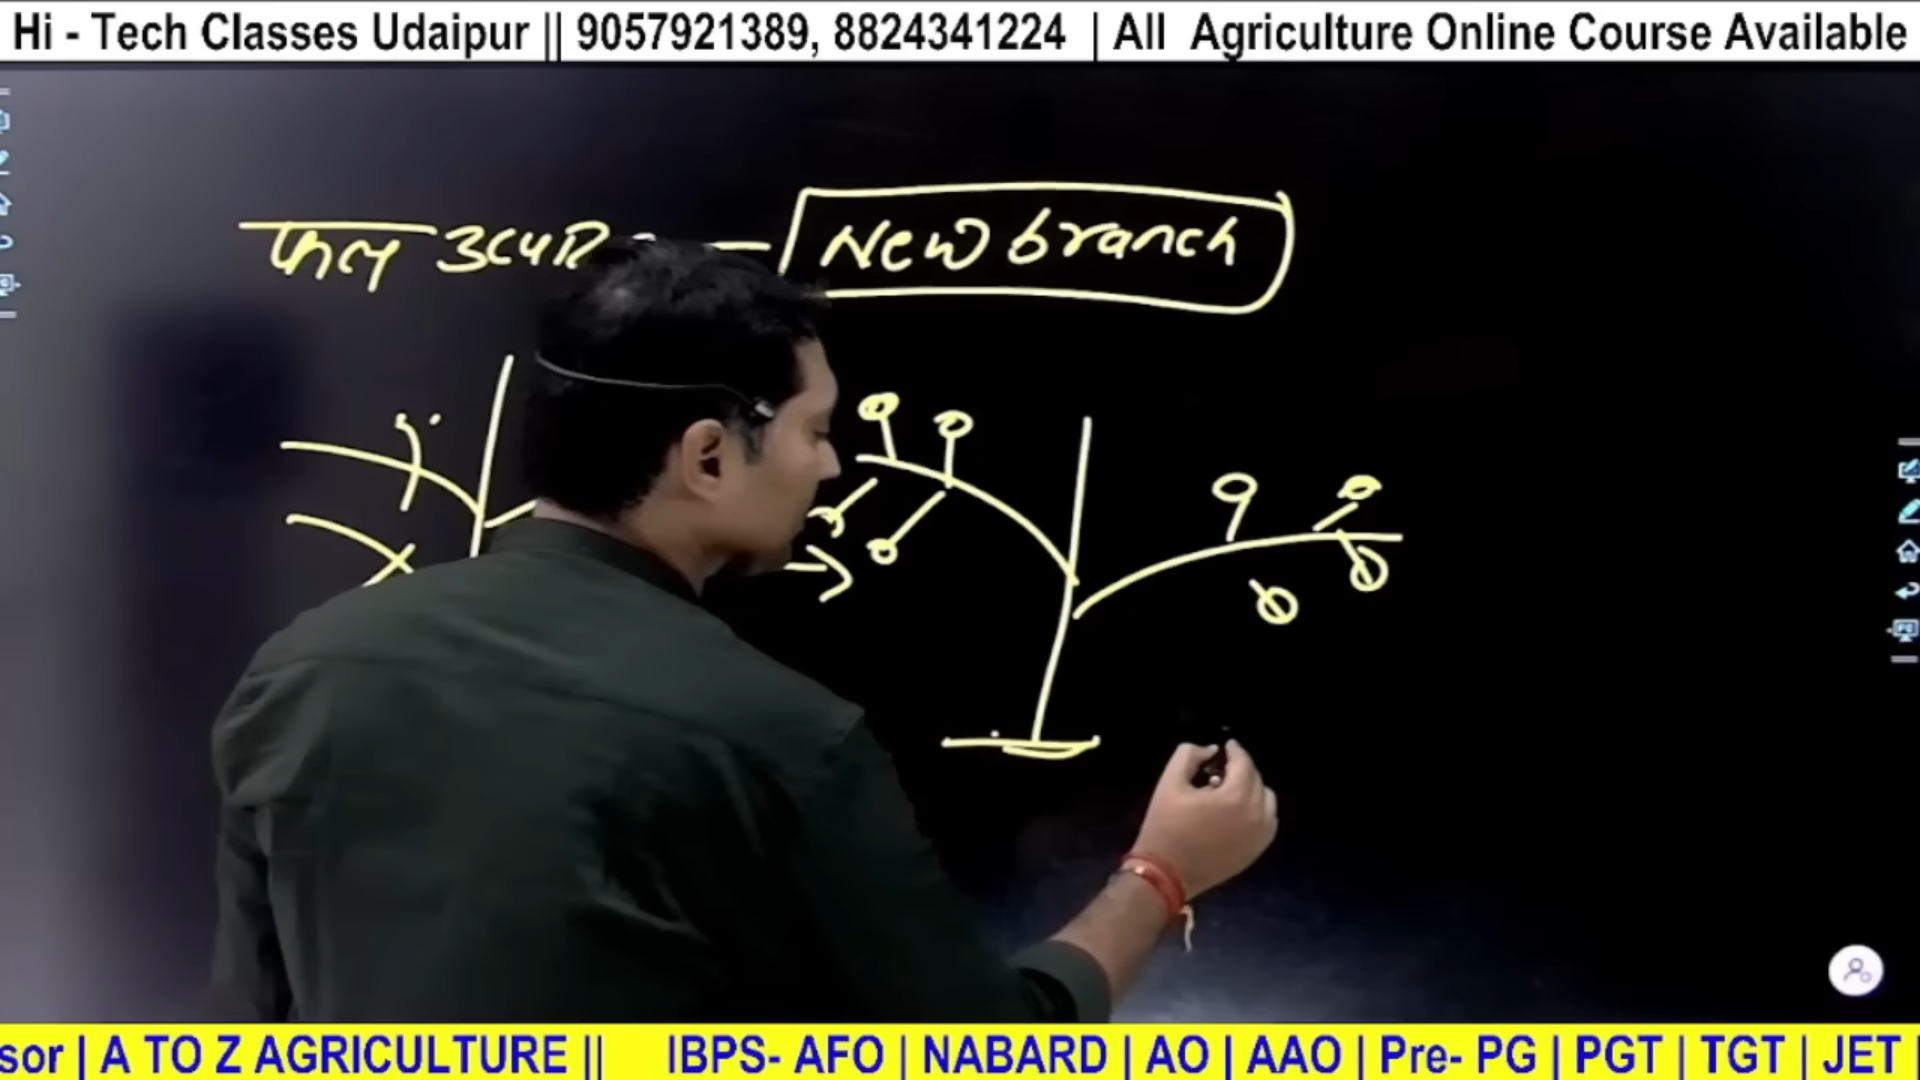 Hi - Tech Classes Udaipur || 9057921389, 8824341224 | All Agriculture Online Course Available
फल — New branch
sor | A TO Z AGRICULTURE || IBPS- AFO | NABARD | AO | AAO | Pre- PG | PGT | TGT | JET |